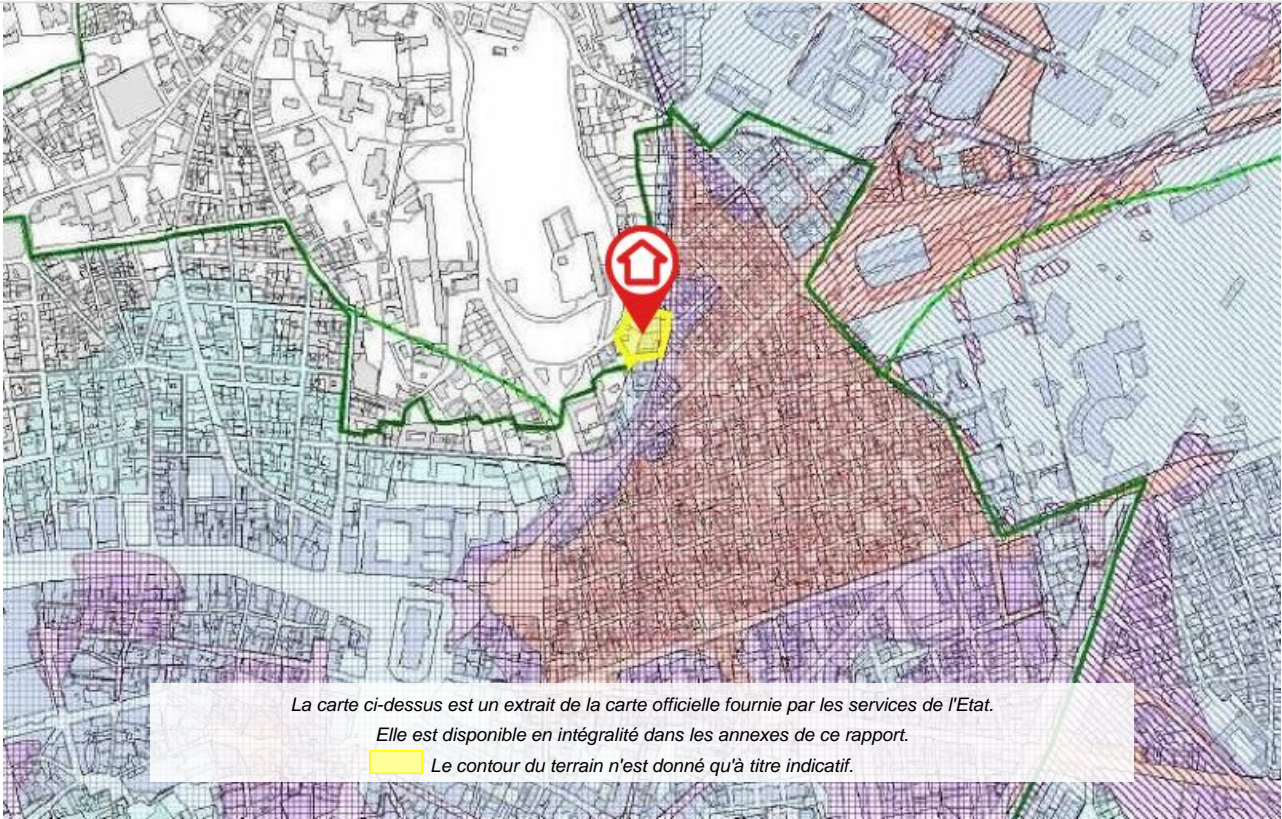 La carte ci-dessus est un extrait de la carte officielle fournie par les services de l'Etat.
Elle est disponible en intégralité dans les annexes de ce rapport.
Le contour du terrain n'est donné qu'à titre indicatif.